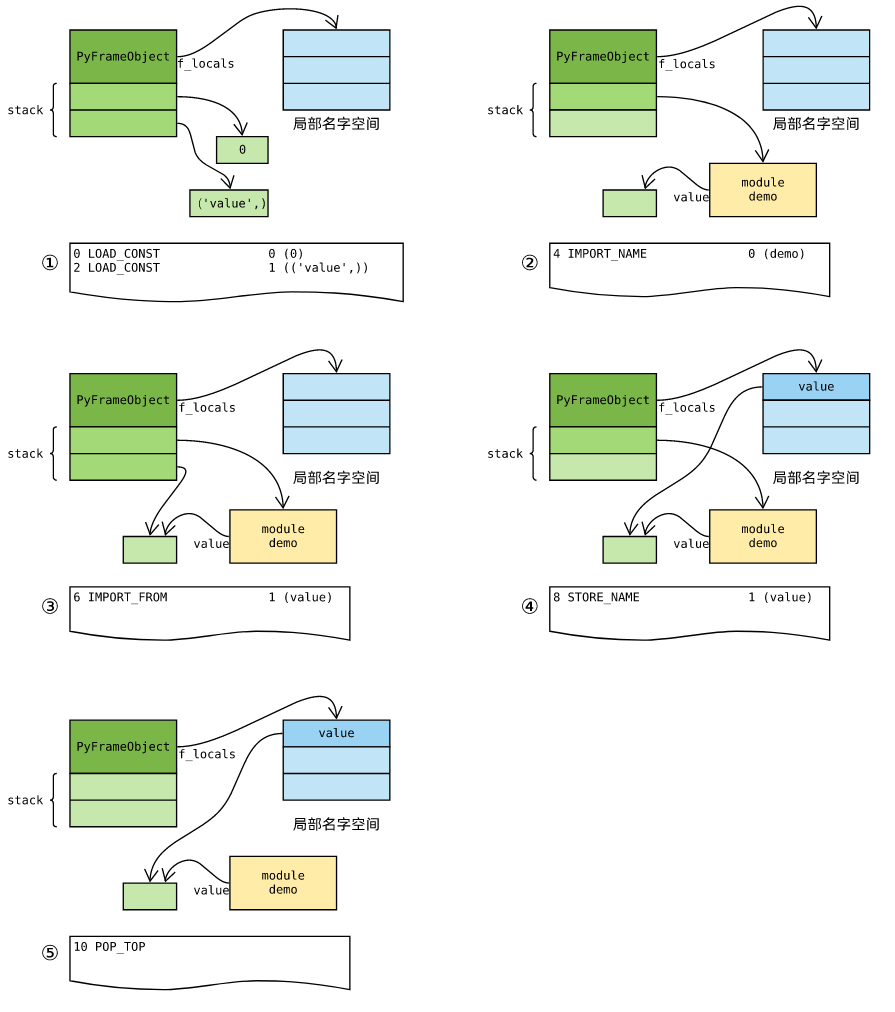 PyFrameObject
f_locals
stack
局部名字空间
0
('value',)
① 0 LOAD_CONST 0 (0)
2 LOAD_CONST 1 (('value',))
PyFrameObject
f_locals
stack
局部名字空间
value
module
demo
② 4 IMPORT_NAME 0 (demo)
PyFrameObject
f_locals
stack
局部名字空间
value
module
demo
③ 6 IMPORT_FROM 1 (value)
value
PyFrameObject
f_locals
stack
局部名字空间
value
module
demo
④ 8 STORE_NAME 1 (value)
value
PyFrameObject
f_locals
stack
局部名字空间
value
module
demo
⑤ 10 POP_TOP